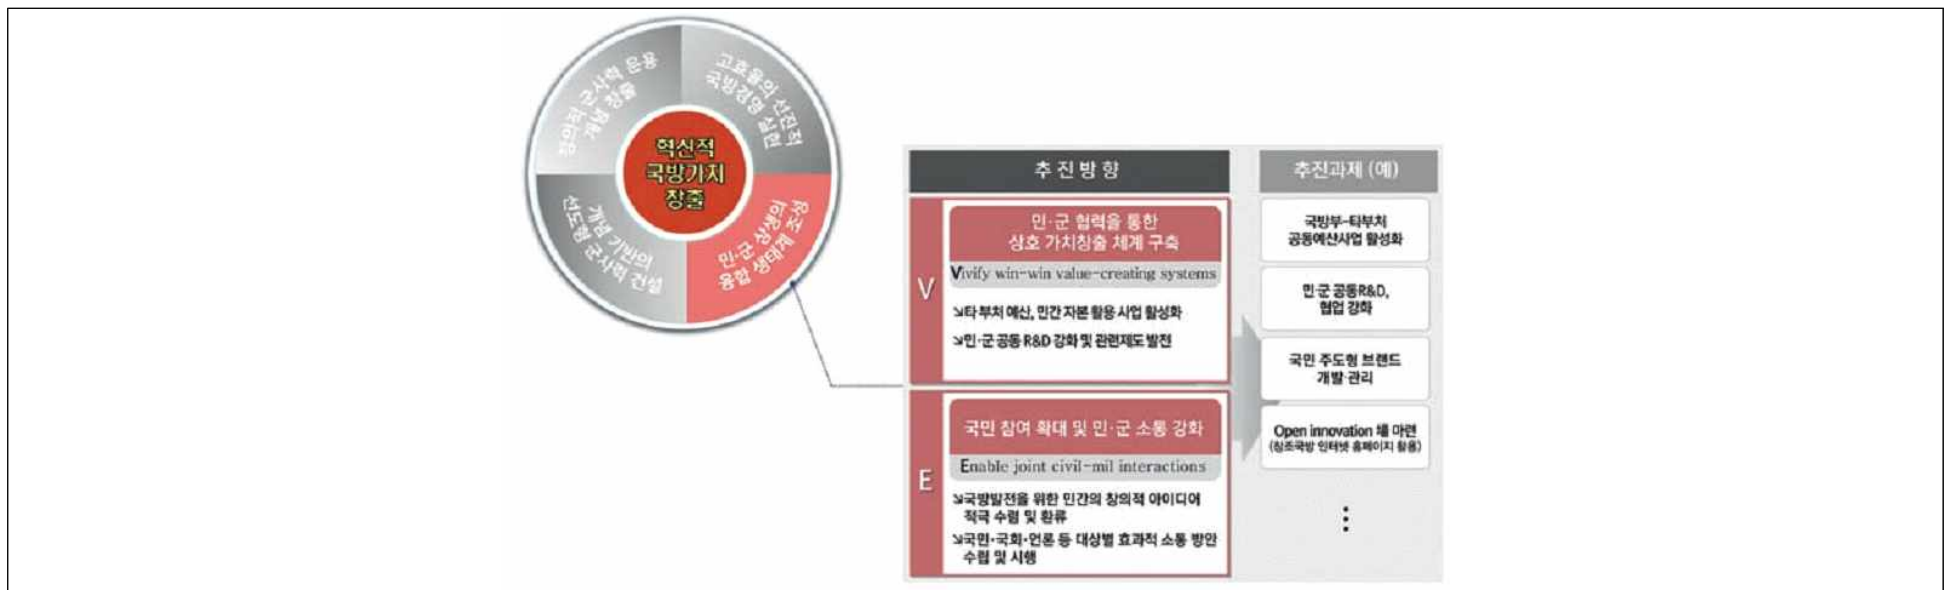 창의적 군사력 운용
개념 창출
고효율의 선진적
국방경영 실현
혁신적
국방가치
창출
개념 기반의
선도형 군사력 건설
민·군 상생의
융합 생태계 조성
추진방향
추진과제 (예)
V
민·군 협력을 통한
상호 가치창출 체계 구축
Vivify win-win value-creating systems
↘타 부처 예산, 민간 자본 활용 사업 활성화
↘민·군 공동 R&D 강화 및 관련제도 발전
E
국민 참여 확대 및 민·군 소통 강화
Enable joint civil-mil interactions
↘국방발전을 위한 민간의 창의적 아이디어
적극 수렴 및 환류
↘국민·국회·언론 등 대상별 효과적 소통 방안
수립 및 시행
국방부-타부처
공동예산사업 활성화
민·군 공동R&D,
협업 강화
국민 주도형 브랜드
개발·관리
Open innovation 場 마련
(창조국방 인터넷 홈페이지 활용)
⋮